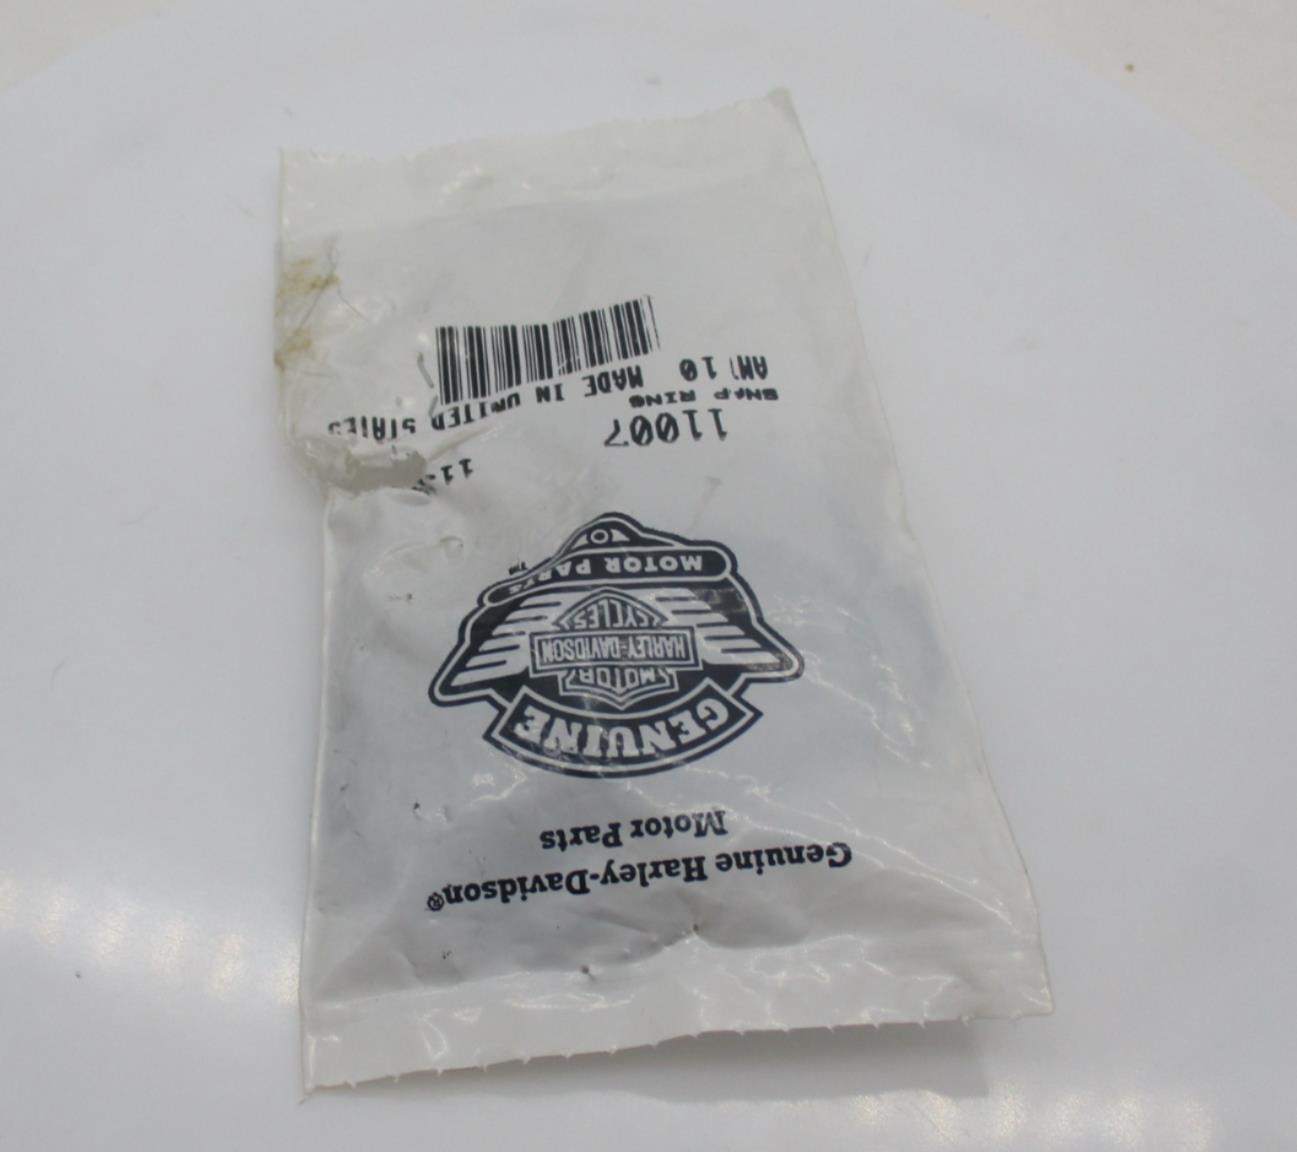 Genuine Harley-Davidson®
Motor Parts
GENUINE
MOTOR
HARLEY-DAVIDSON
CYCLES
MOTOR PARTS
TM
11007
SNAP RING
10 MADE IN UNITED STATES